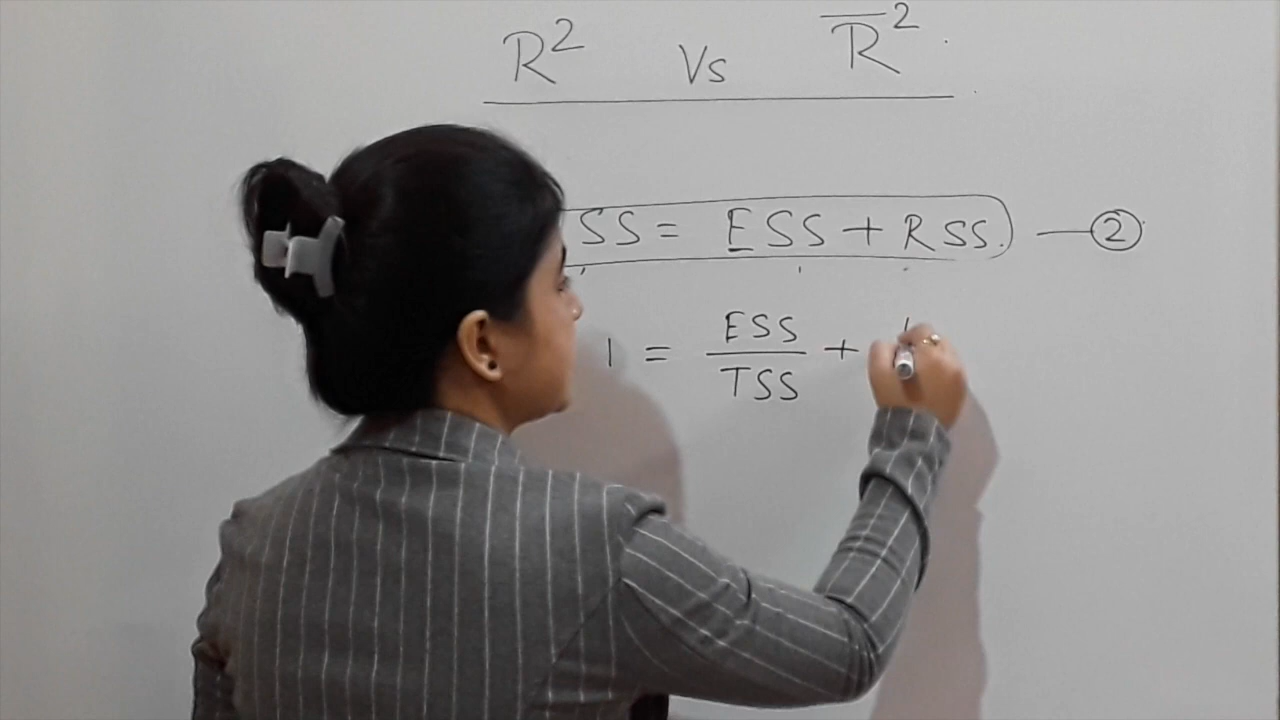 R² Vs R̅².
SS = ESS + RSS. — ②
1 = ESS/TSS +